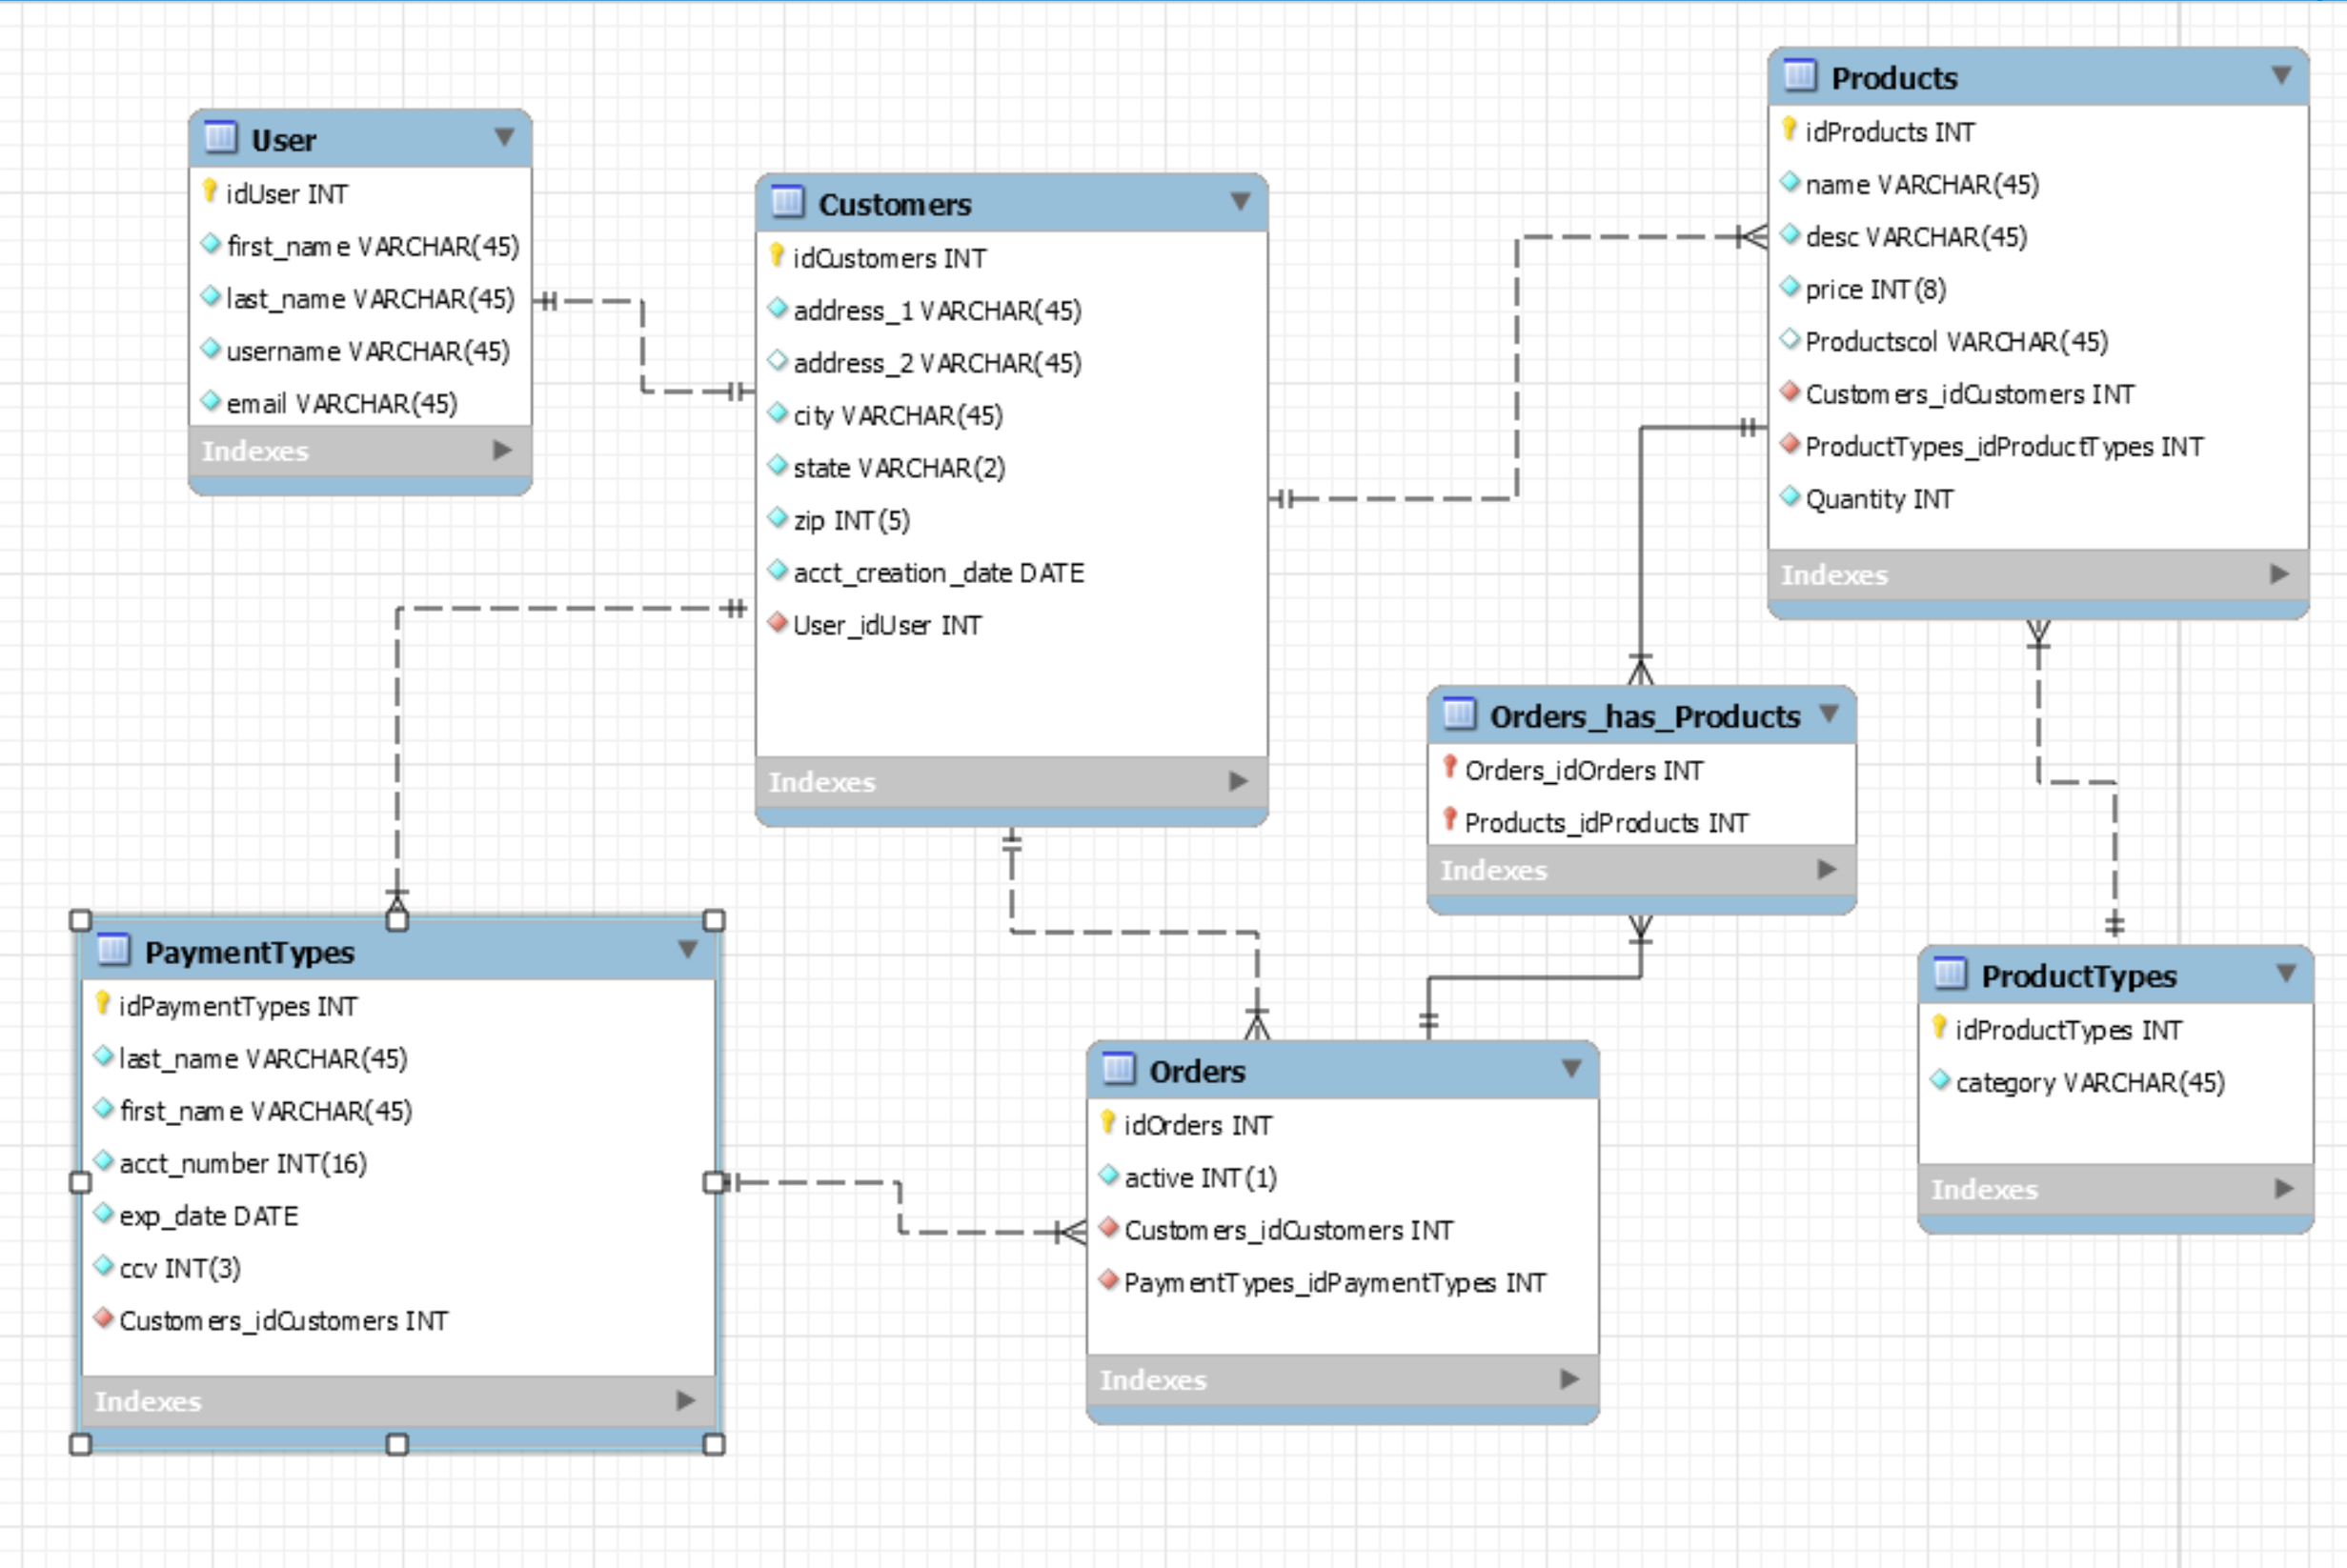 User
idUser INT
first_name VARCHAR(45)
last_name VARCHAR(45)
username VARCHAR(45)
email VARCHAR(45)
Indexes
Customers
idCustomers INT
address_1 VARCHAR(45)
address_2 VARCHAR(45)
city VARCHAR(45)
state VARCHAR(2)
zip INT(5)
acct_creation_date DATE
User_idUser INT
Indexes
Products
idProducts INT
name VARCHAR(45)
desc VARCHAR(45)
price INT(8)
Productscol VARCHAR(45)
Customers_idCustomers INT
ProductTypes_idProductTypes INT
Quantity INT
Indexes
Orders_has_Products
Orders_idOrders INT
Products_idProducts INT
Indexes
PaymentTypes
idPaymentTypes INT
last_name VARCHAR(45)
first_name VARCHAR(45)
acct_number INT(16)
exp_date DATE
ccv INT(3)
Customers_idCustomers INT
Indexes
Orders
idOrders INT
active INT(1)
Customers_idCustomers INT
PaymentTypes_idPaymentTypes INT
Indexes
ProductTypes
idProductTypes INT
category VARCHAR(45)
Indexes